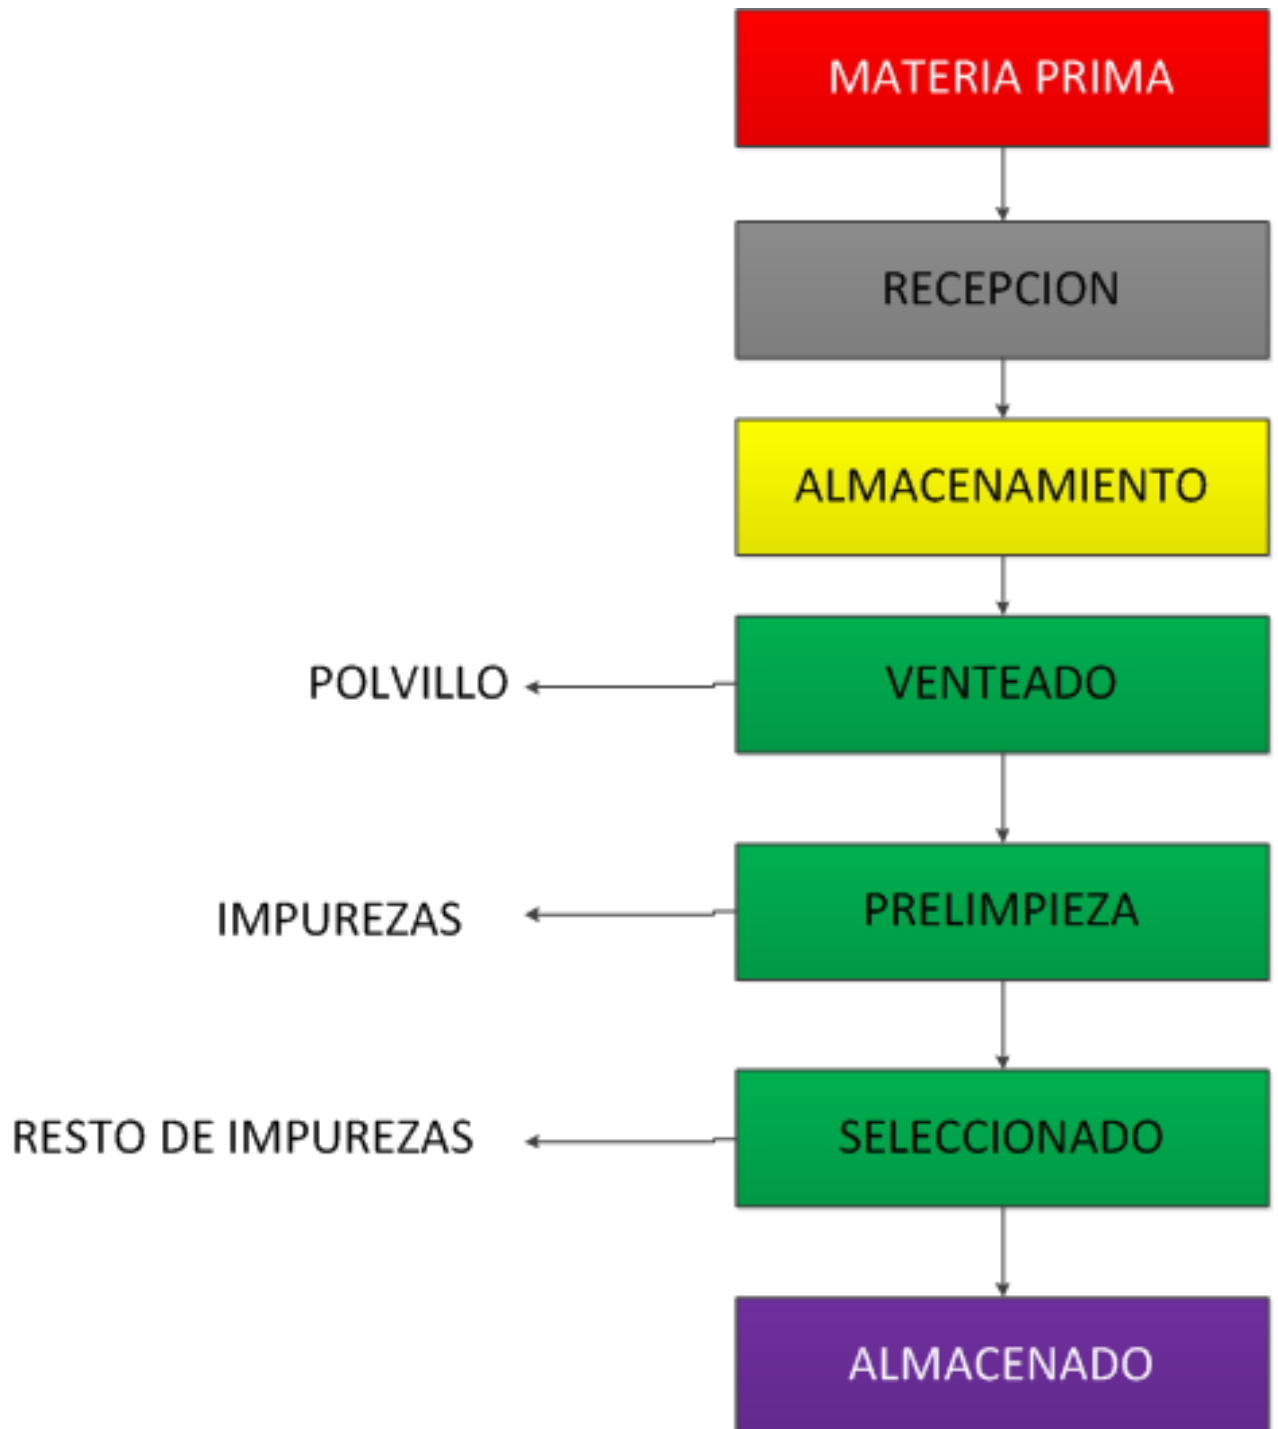 MATERIA PRIMA
RECEPCION
ALMACENAMIENTO
POLVILLO
VENTEADO
IMPUREZAS
PRELIMPIEZA
RESTO DE IMPUREZAS
SELECCIONADO
ALMACENADO